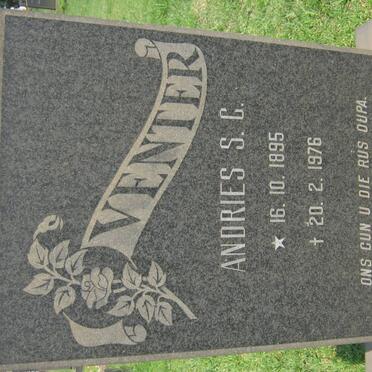 VENTER
ANDRIES S. C.
★ 16. 10. 1895
✝ 20. 2. 1976
ONS GUN U DIE RUS OUPA.